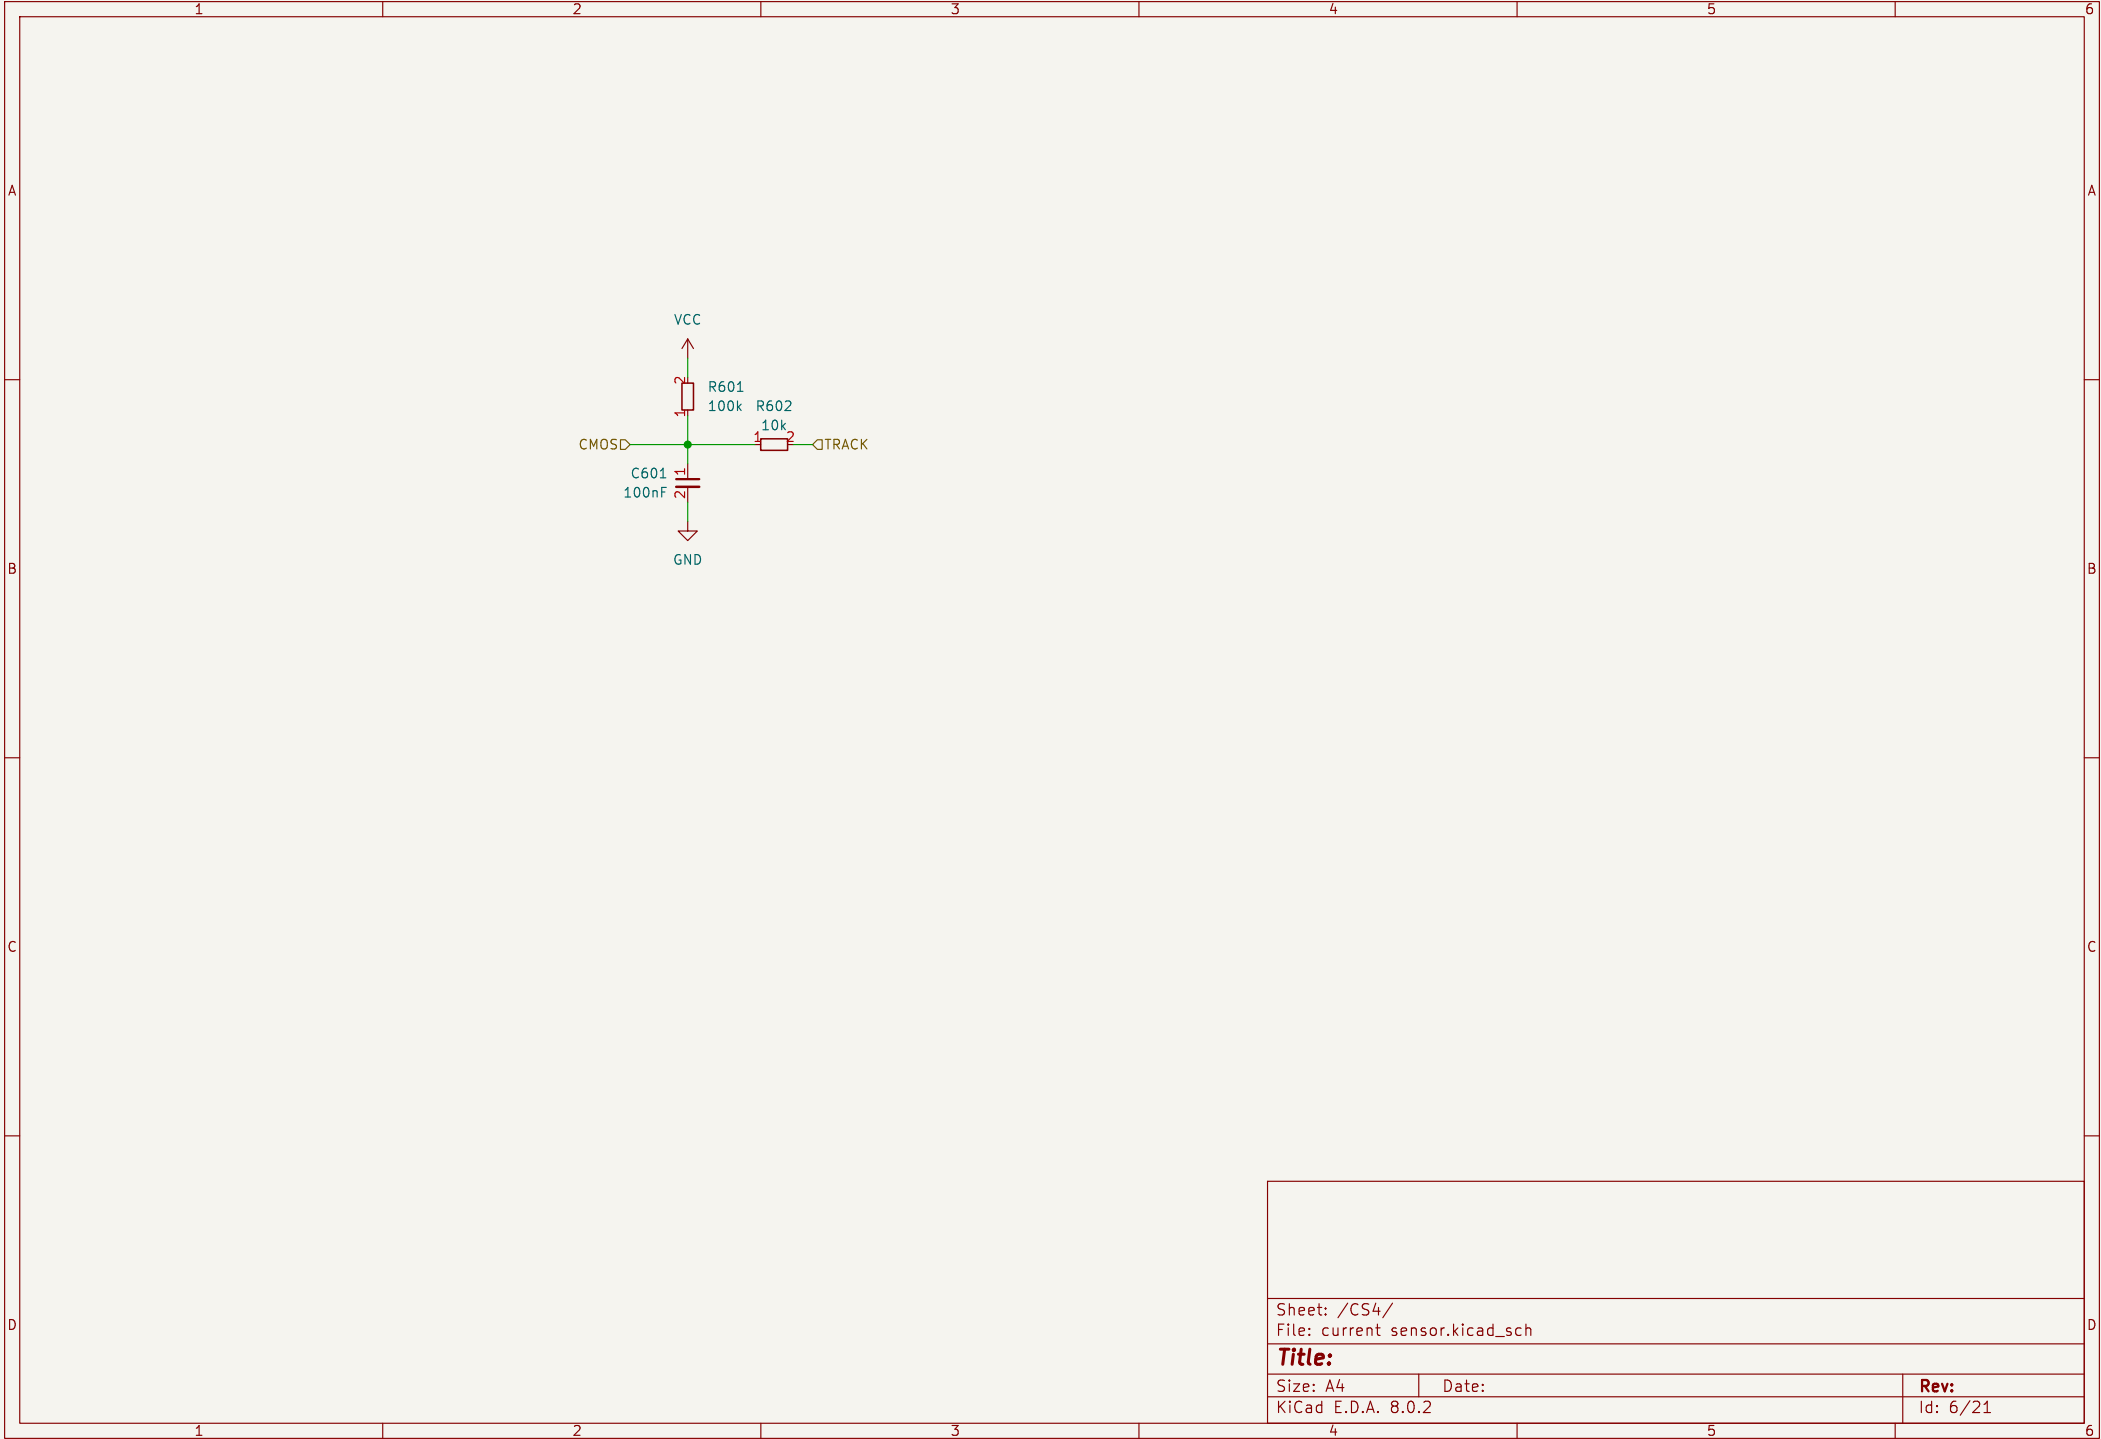 1 2 3 4 5 6
A A
VCC
2
R601
100k
1
R602
10k
CMOS
1 2
TRACK
C601
100nF
1
2
GND
B B
C C
Sheet: /CS4/
File: current sensor.kicad_sch
D D
Title:
Size: A4 Date: Rev:
KiCad E.D.A. 8.0.2 Id: 6/21
1 2 3 4 5 6